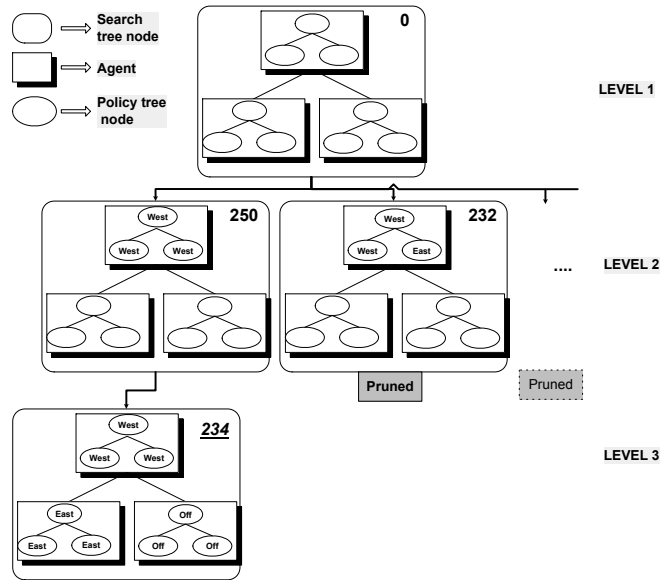 Search
tree node
Agent
Policy tree
node
0
LEVEL 1
250
West
West West
232
West
West East
....
LEVEL 2
Pruned
Pruned
234
West
West West
East
East East
Off
Off Off
LEVEL 3